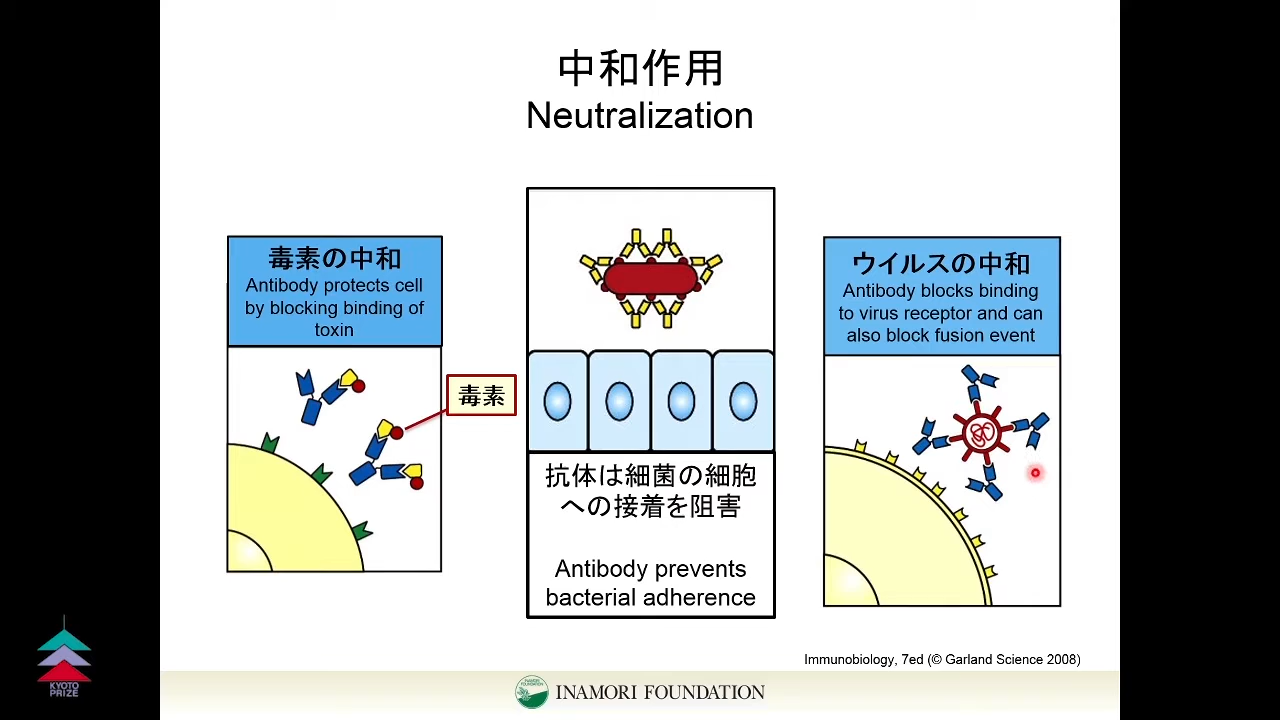 中和作用
Neutralization
毒素の中和
Antibody protects cell
by blocking binding of
toxin
毒素
抗体は細菌の細胞
への接着を阻害
Antibody prevents
bacterial adherence
ウイルスの中和
Antibody blocks binding
to virus receptor and can
also block fusion event
Immunobiology, 7ed (© Garland Science 2008)
KYOTO
PRIZE
INAMORI FOUNDATION